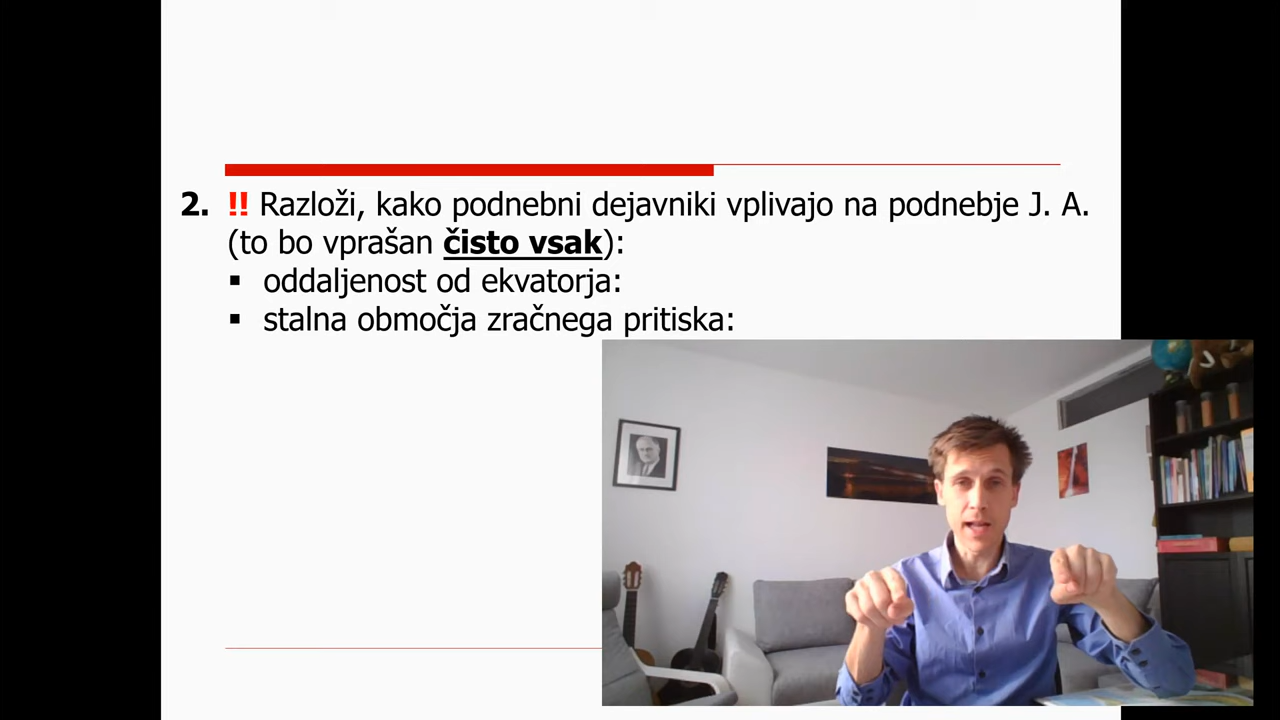 2. !! Razloži, kako podnebni dejavniki vplivajo na podnebje J. A.
(to bo vprašan čisto vsak):
▪ oddaljenost od ekvatorja:
▪ stalna območja zračnega pritiska: